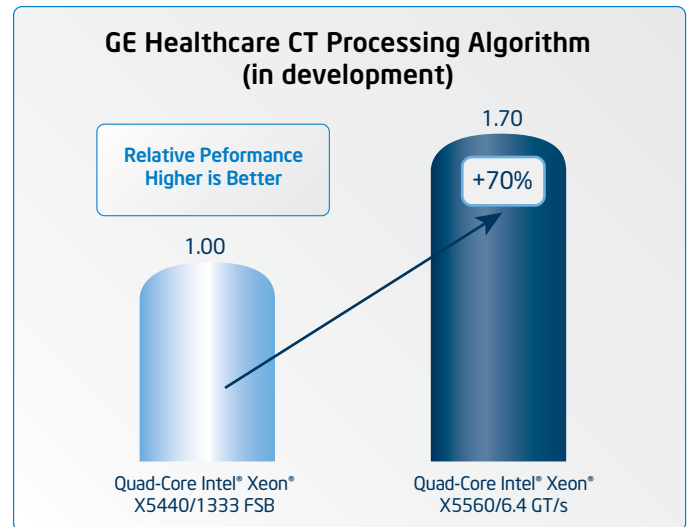 GE Healthcare CT Processing Algorithm
(in development)
Relative Peformance
Higher is Better
1.00
1.70
+70%
Quad-Core Intel® Xeon®
X5440/1333 FSB
Quad-Core Intel® Xeon®
X5560/6.4 GT/s